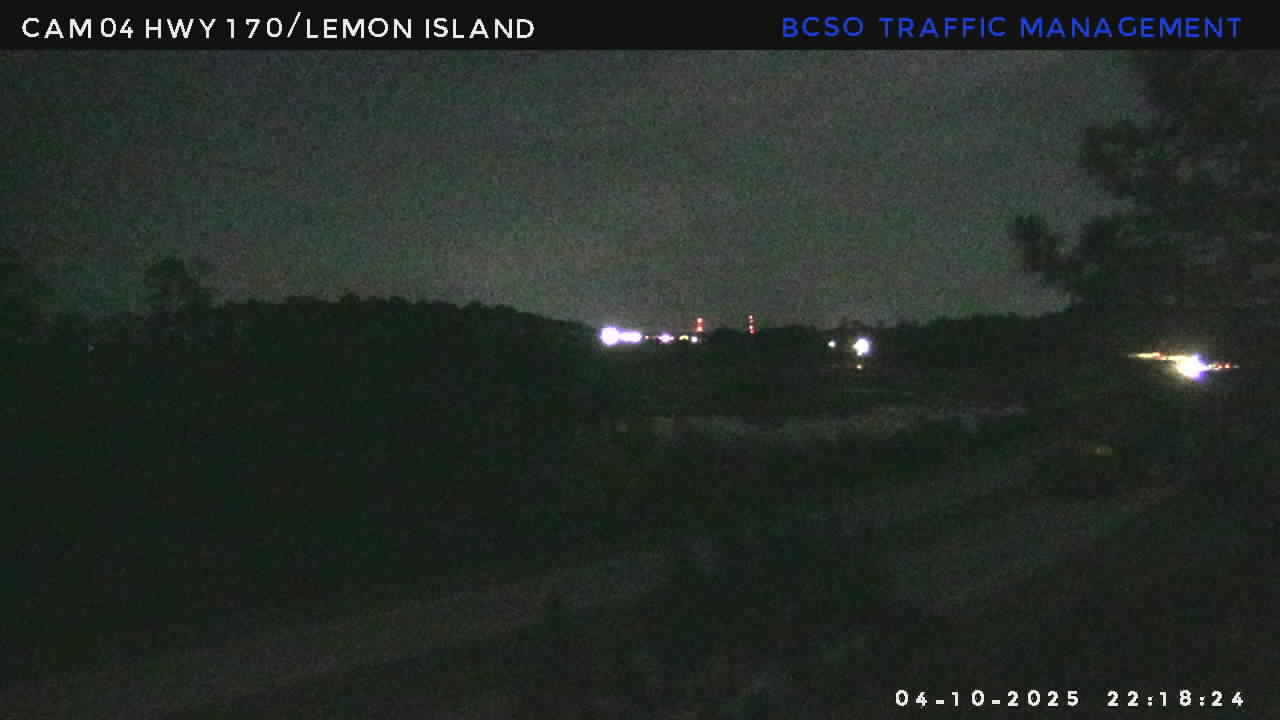 CAM 04 HWY 170/LEMON ISLAND
BCSO TRAFFIC MANAGEMENT
04-10-2025 22:18:24